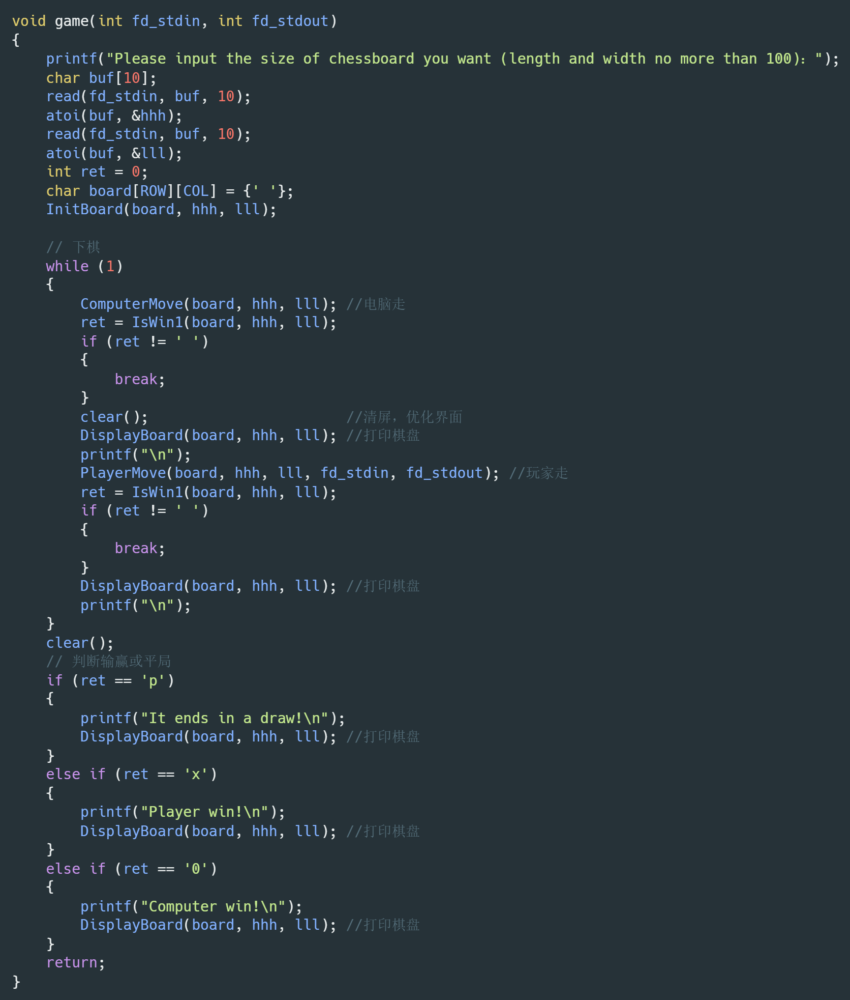 void game(int fd_stdin, int fd_stdout)
{
    printf("Please input the size of chessboard you want (length and width no more than 100)：");
    char buf[10];
    read(fd_stdin, buf, 10);
    atoi(buf, &hhh);
    read(fd_stdin, buf, 10);
    atoi(buf, &lll);
    int ret = 0;
    char board[ROW][COL] = {' '};
    InitBoard(board, hhh, lll);

    // 下棋
    while (1)
    {
        ComputerMove(board, hhh, lll); //电脑走
        ret = IsWin1(board, hhh, lll);
        if (ret != ' ')
        {
            break;
        }
        clear();                       //清屏，优化界面
        DisplayBoard(board, hhh, lll); //打印棋盘
        printf("\n");
        PlayerMove(board, hhh, lll, fd_stdin, fd_stdout); //玩家走
        ret = IsWin1(board, hhh, lll);
        if (ret != ' ')
        {
            break;
        }
        DisplayBoard(board, hhh, lll); //打印棋盘
        printf("\n");
    }
    clear();
    // 判断输赢或平局
    if (ret == 'p')
    {
        printf("It ends in a draw!\n");
        DisplayBoard(board, hhh, lll); //打印棋盘
    }
    else if (ret == 'x')
    {
        printf("Player win!\n");
        DisplayBoard(board, hhh, lll); //打印棋盘
    }
    else if (ret == '0')
    {
        printf("Computer win!\n");
        DisplayBoard(board, hhh, lll); //打印棋盘
    }
    return;
}